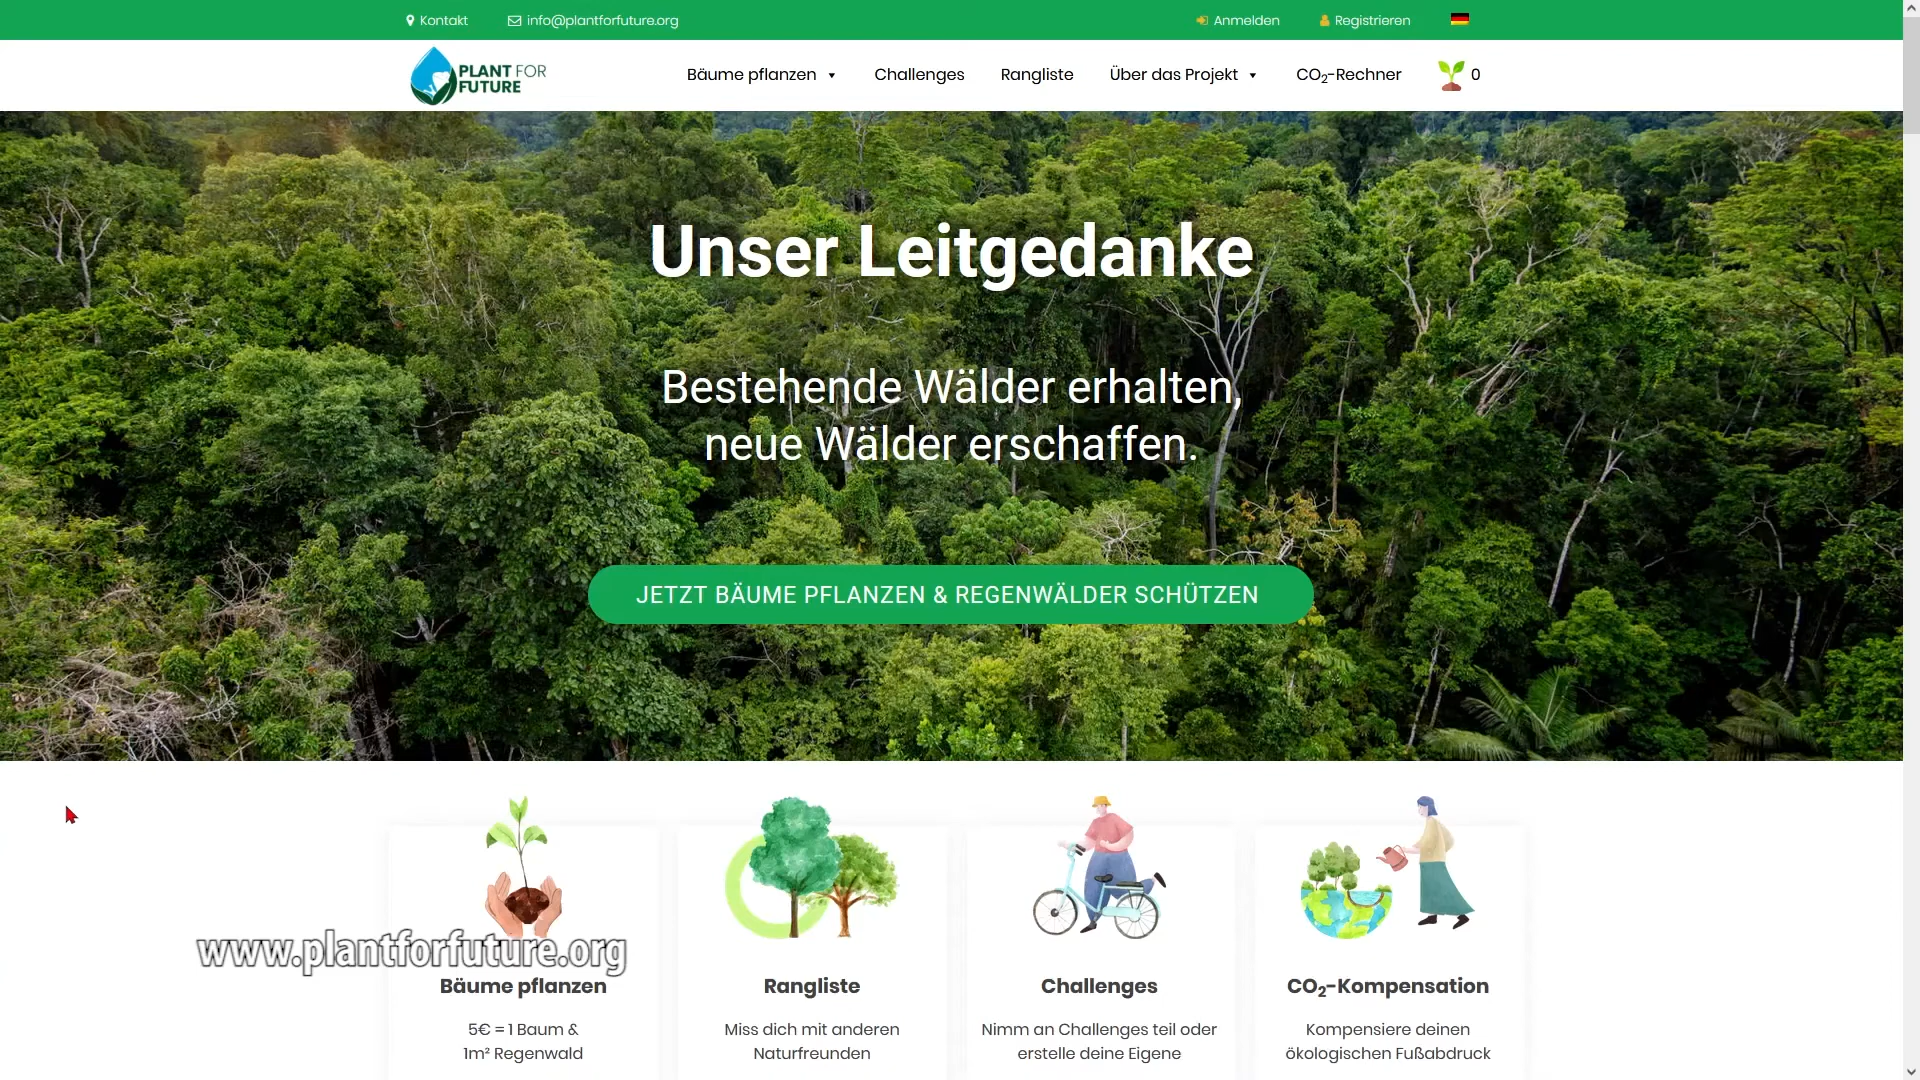 Kontakt
info@plantforfuture.org
Anmelden
Registrieren
PLANT FOR
FUTURE
Bäume pflanzen
Challenges
Rangliste
Über das Projekt
CO₂-Rechner
0
Unser Leitgedanke
Bestehende Wälder erhalten,
neue Wälder erschaffen.
JETZT BÄUME PFLANZEN & REGENWÄLDER SCHÜTZEN
www.plantforfuture.org
Bäume pflanzen
5€ = 1 Baum &
1m² Regenwald
Rangliste
Miss dich mit anderen
Naturfreunden
Challenges
Nimm an Challenges teil oder
erstelle deine Eigene
CO₂-Kompensation
Kompensiere deinen
ökologischen Fußabdruck